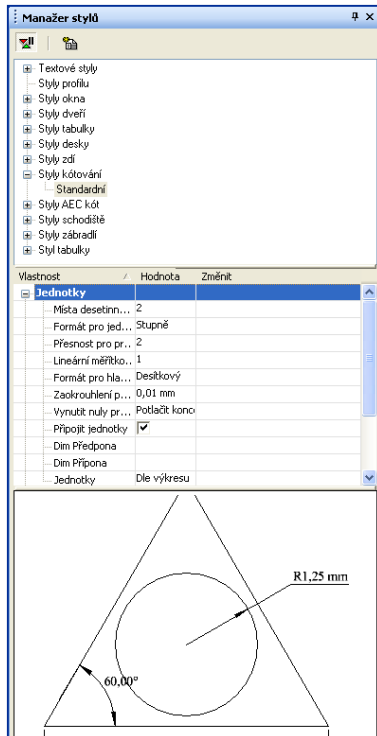 Manažer stylů
Textové styly
Styly profilu
Styly okna
Styly dveří
Styly tabulky
Styly desky
Styly zdí
Styly kótování
Standardní
Styly AEC kót
Styly schodiště
Styly zábradlí
Styl tabulky
Vlastnost Hodnota Změnit
Jednotky
Místa desetinn... 2
Formát pro jed... Stupně
Přesnost pro pr... 2
Lineární měřítko... 1
Formát pro hla... Desítkový
Zaokrouhlení p... 0,01 mm
Vynutit nuly pr... Potlačit konco
Připojit jednotky
Dim Předpona
Dim Přípona
Jednotky Dle výkresu
R1,25 mm
60,00°